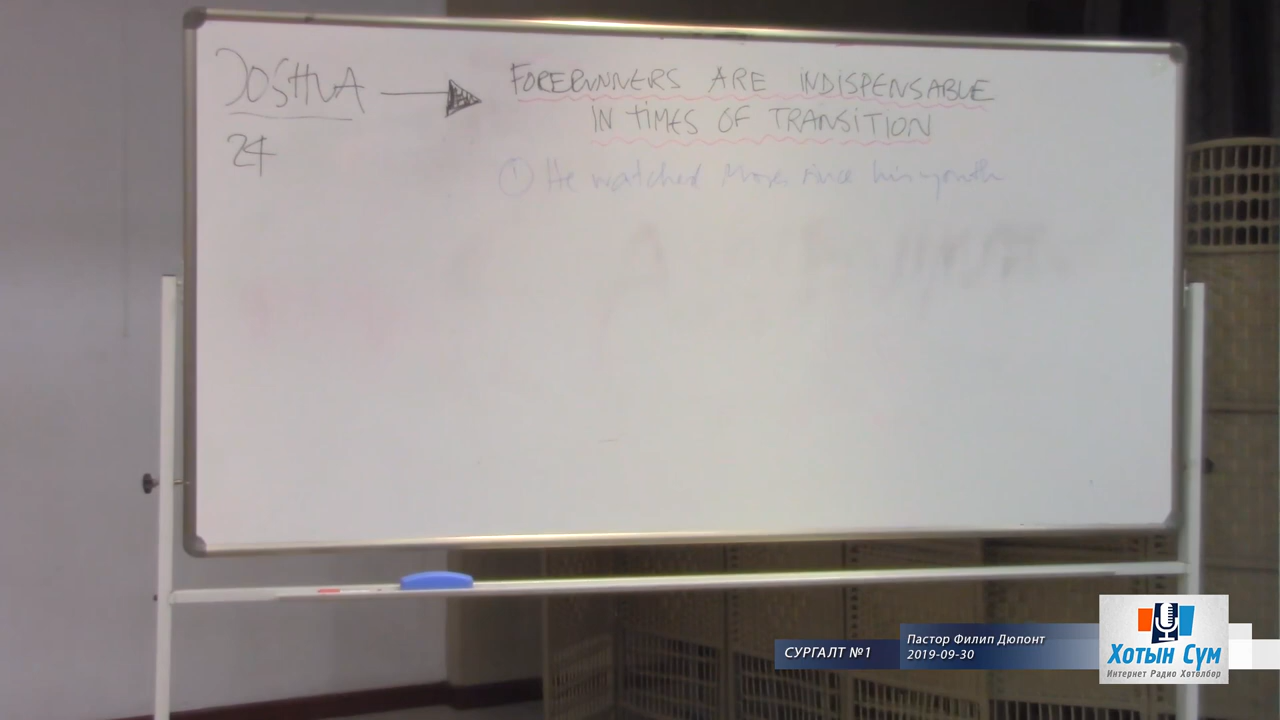 JOSHUA
24
FORERUNNERS ARE INDISPENSABLE
IN TIMES OF TRANSITION
① He watched Moses since his youth
СУРГАЛТ №1
Пастор Филип Дюпонт
2019-09-30
Хотын Сүм
Интернет Радио Хөтөлбөр